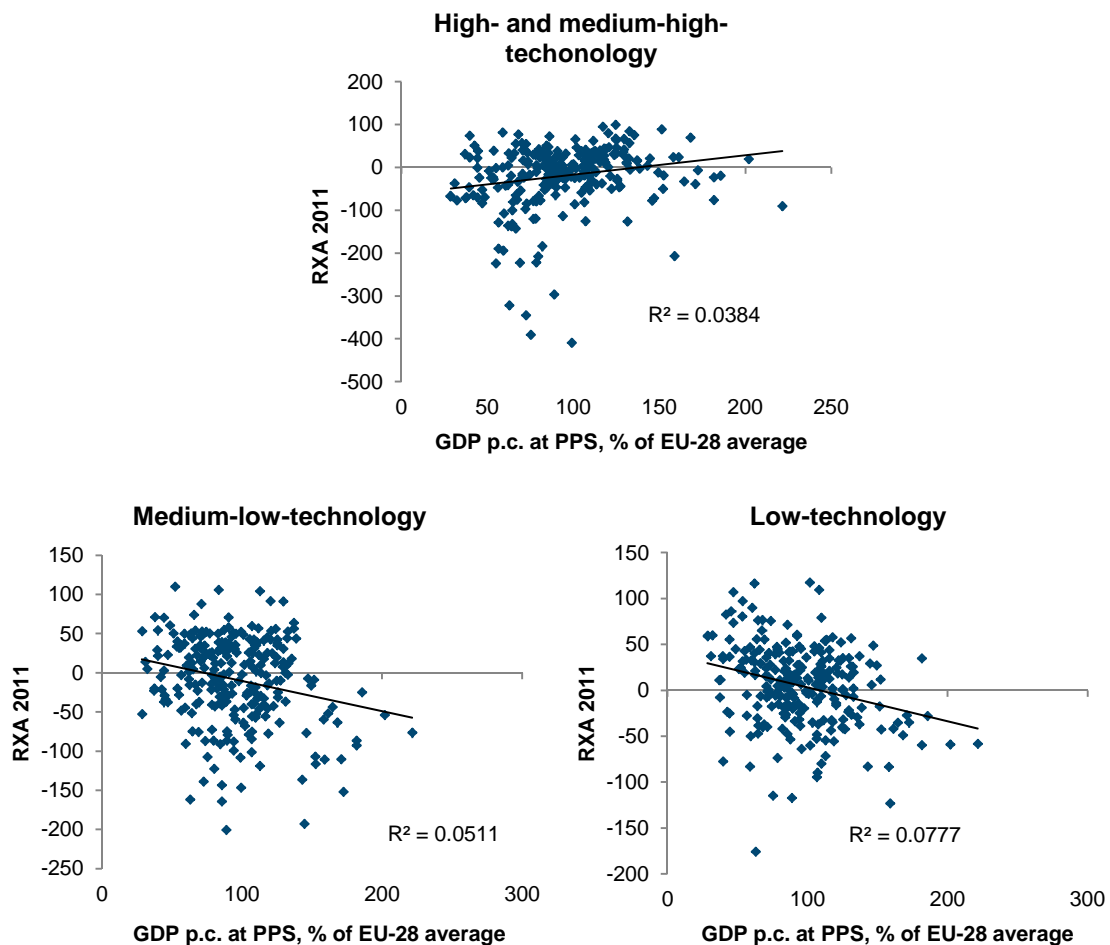 High- and medium-high-
techonology
200
100
0
-100
-200
-300
-400
-500
RXA 2011
R² = 0.0384
0 50 100 150 200 250
GDP p.c. at PPS, % of EU-28 average
Medium-low-technology
150
100
50
0
-50
-100
-150
-200
-250
RXA 2011
R² = 0.0511
0 100 200 300
GDP p.c. at PPS, % of EU-28 average
Low-technology
150
100
50
0
-50
-100
-150
-200
RXA 2011
R² = 0.0777
0 100 200 300
GDP p.c. at PPS, % of EU-28 average